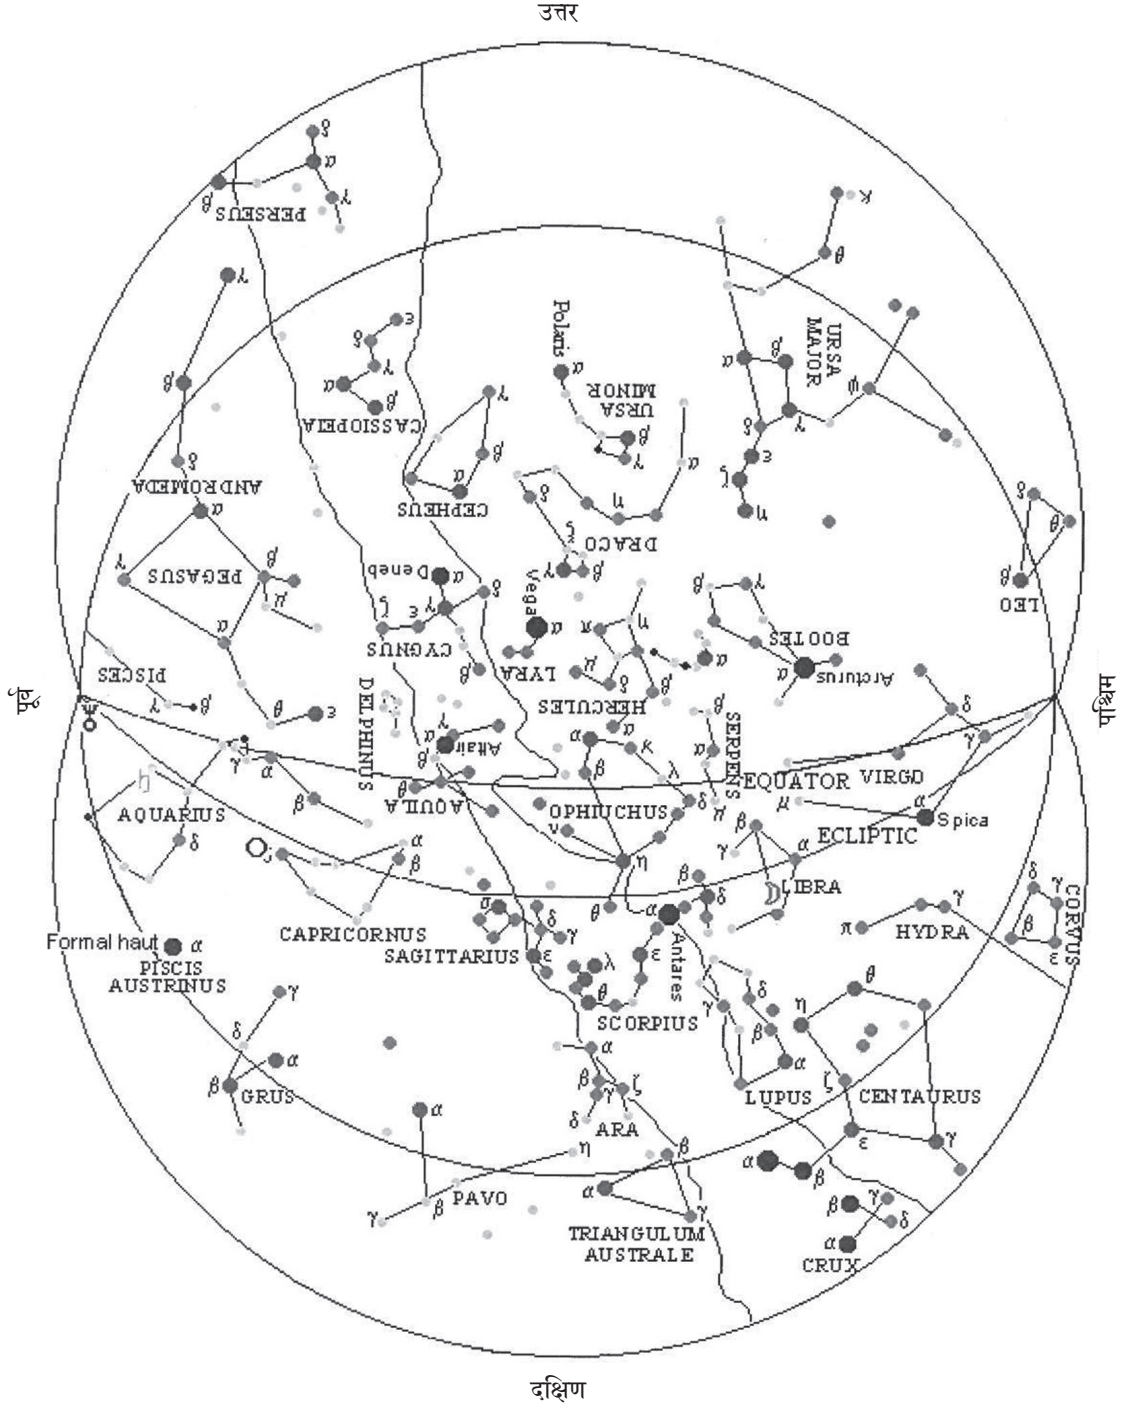 उत्तर
δ
α
β
γ
PERSEUS
κ
θ
γ
ε
δ
γ
α
β
CASSIOPEIA
Polaris
α
URSA
MINOR
β
γ
URSA
MAJOR
α
β
δ
γ
ψ
ε
ζ
η
β
δ
ANDROMEDA
α
γ
β
α
CEPHEUS
α
δ
η
DRACO
ξ
γ
β
δ
θ
β
LEO
γ
PEGASUS
β
μ
α
Deneb
α
γ
δ
ε
ζ
CYGNUS
β
Vega
α
LYRA
π
η
μ
δ
β
HERCULES
α
β
γ
BOOTES
α
Arcturus
α
PISCES
γ
β
θ
ε
पूर्व
पश्चिम
DELPHINUS
γ
α
Altair
β
θ
AQUILA
α
κ
β
λ
OPHIUCHUS
ν
μ
η
θ
β
α
SERPENS
EQUATOR
VIRGO
δ
γ
μ
α
Spica
ECLIPTIC
γ
α
β
AQUARIUS
δ
α
β
CAPRICORNUS
β
γ
α
LIBRA
π
γ
HYDRA
δ
γ
β
ε
CORVUS
Formal haut
α
PISCIS
AUSTRINUS
σ
δ
γ
ε
SAGITTARIUS
β
δ
α
Antares
ε
λ
θ
SCORPIUS
γ
δ
β
α
LUPUS
θ
η
ζ
CENTAURUS
ε
γ
α
β
γ
δ
α
β
GRUS
α
β
γ
ζ
δ
ARA
α
η
PAVO
β
γ
β
α
γ
TRIANGULUM
AUSTRALE
β
γ
δ
α
CRUX
दक्षिण